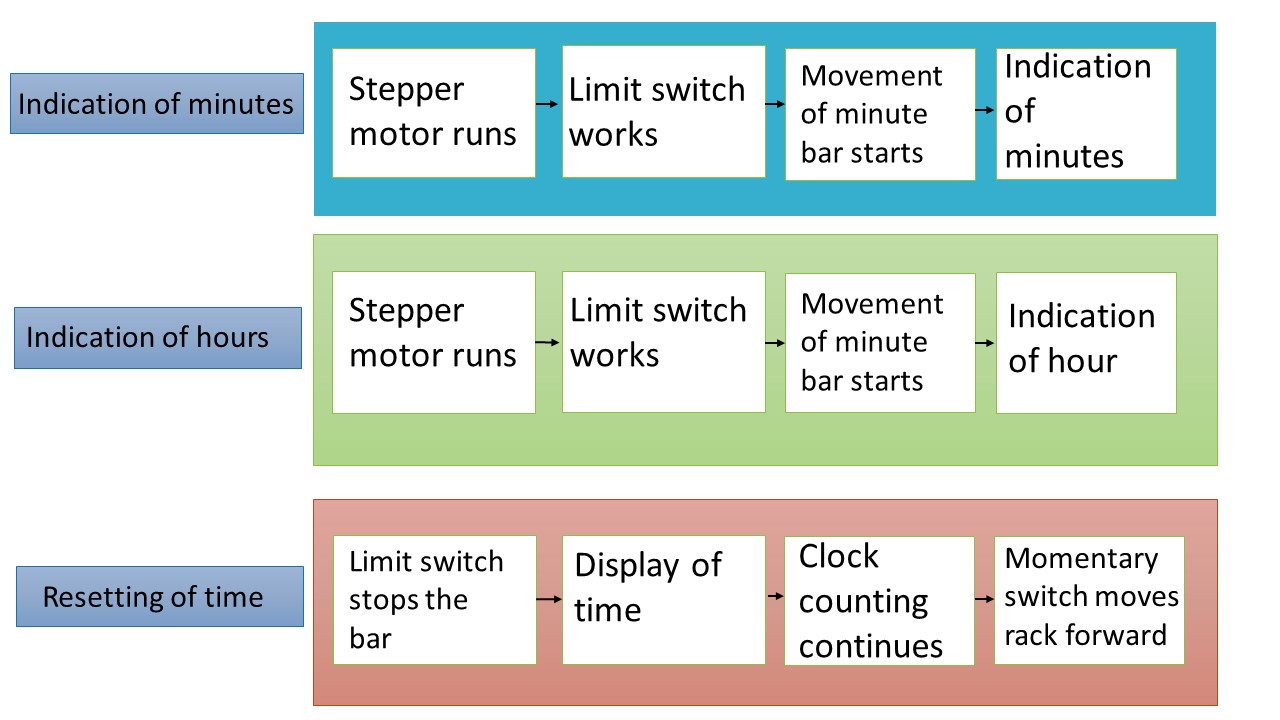 Indication of minutes
Stepper
motor runs
Limit switch
works
Movement
of minute
bar starts
Indication
of
minutes
Indication of hours
Stepper
motor runs
Limit switch
works
Movement
of minute
bar starts
Indication
of hour
Resetting of time
Limit switch
stops the
bar
Display of
time
Clock
counting
continues
Momentary
switch moves
rack forward